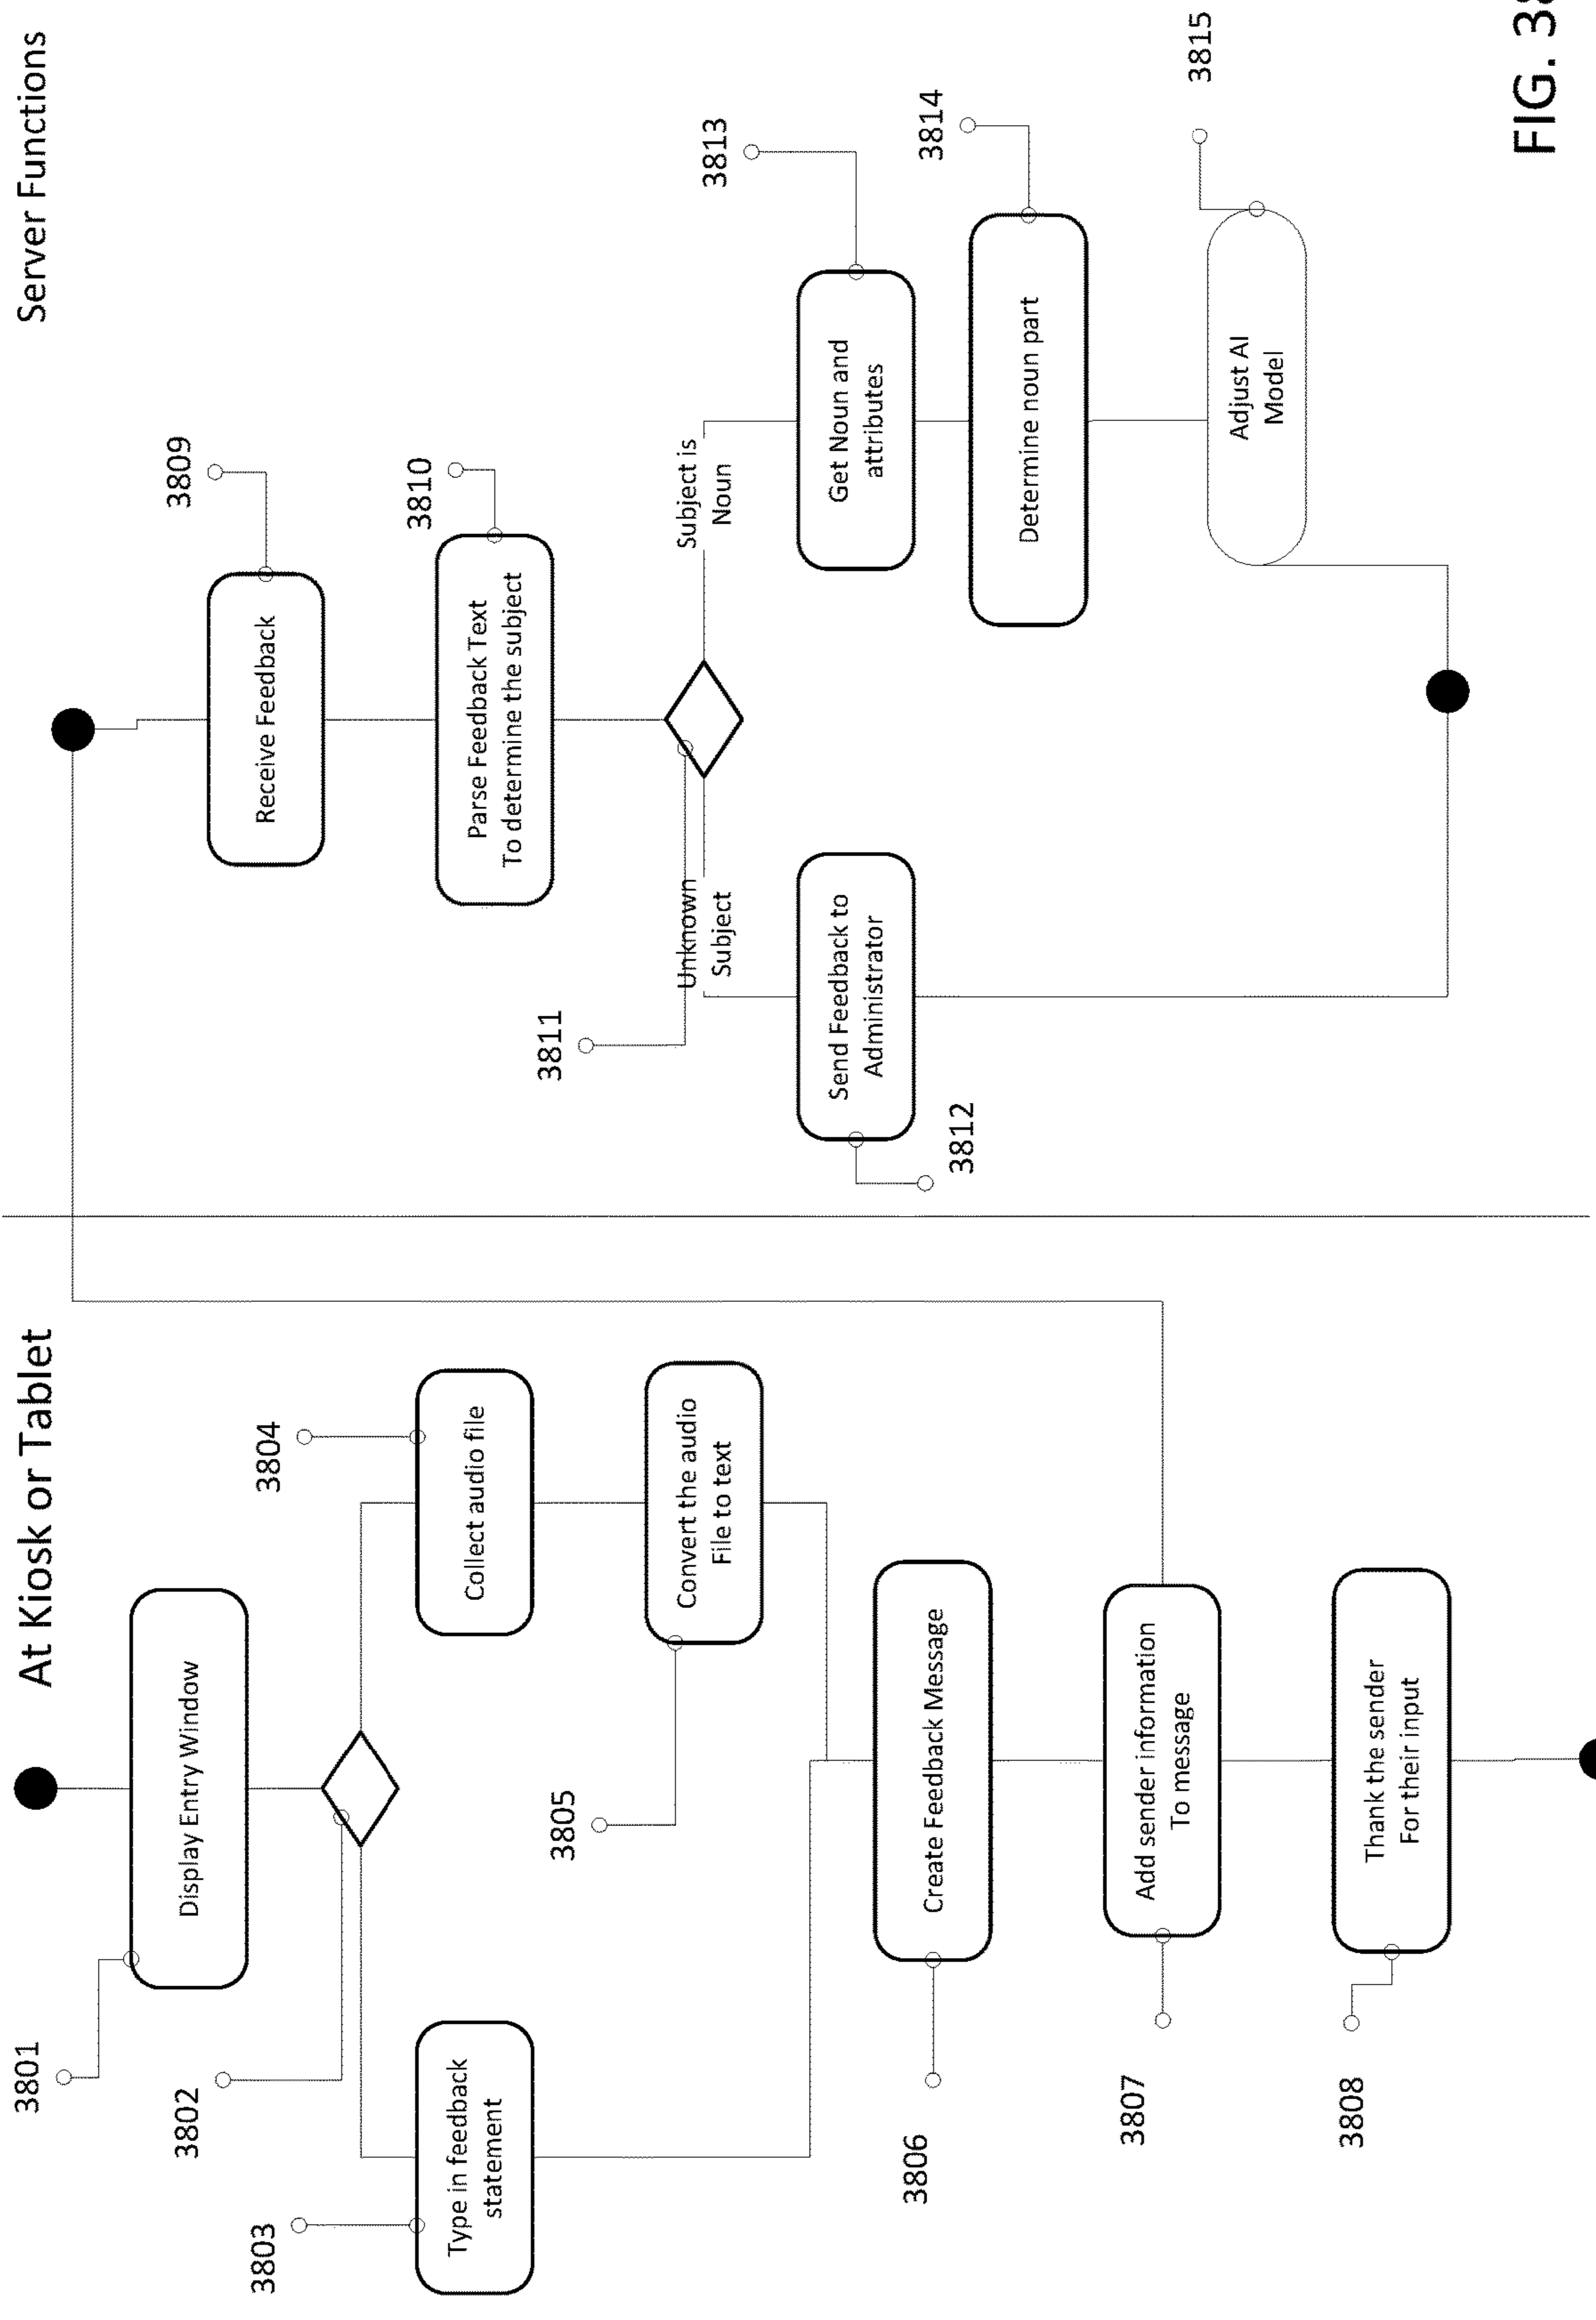 At Kiosk or Tablet
3801
Display Entry Window
3802
3803
Type in feedback
statement
3804
Collect audio file
3805
Convert the audio
File to text
3806
Create Feedback Message
3807
Add sender information
To message
3808
Thank the sender
For their input
Server Functions
3809
Receive Feedback
3810
Parse Feedback Text
To determine the subject
3811
Unknown
Subject
Subject is
Noun
3812
Send Feedback to
Administrator
3813
Get Noun and
attributes
3814
Determine noun part
3815
Adjust AI
Model
FIG. 38